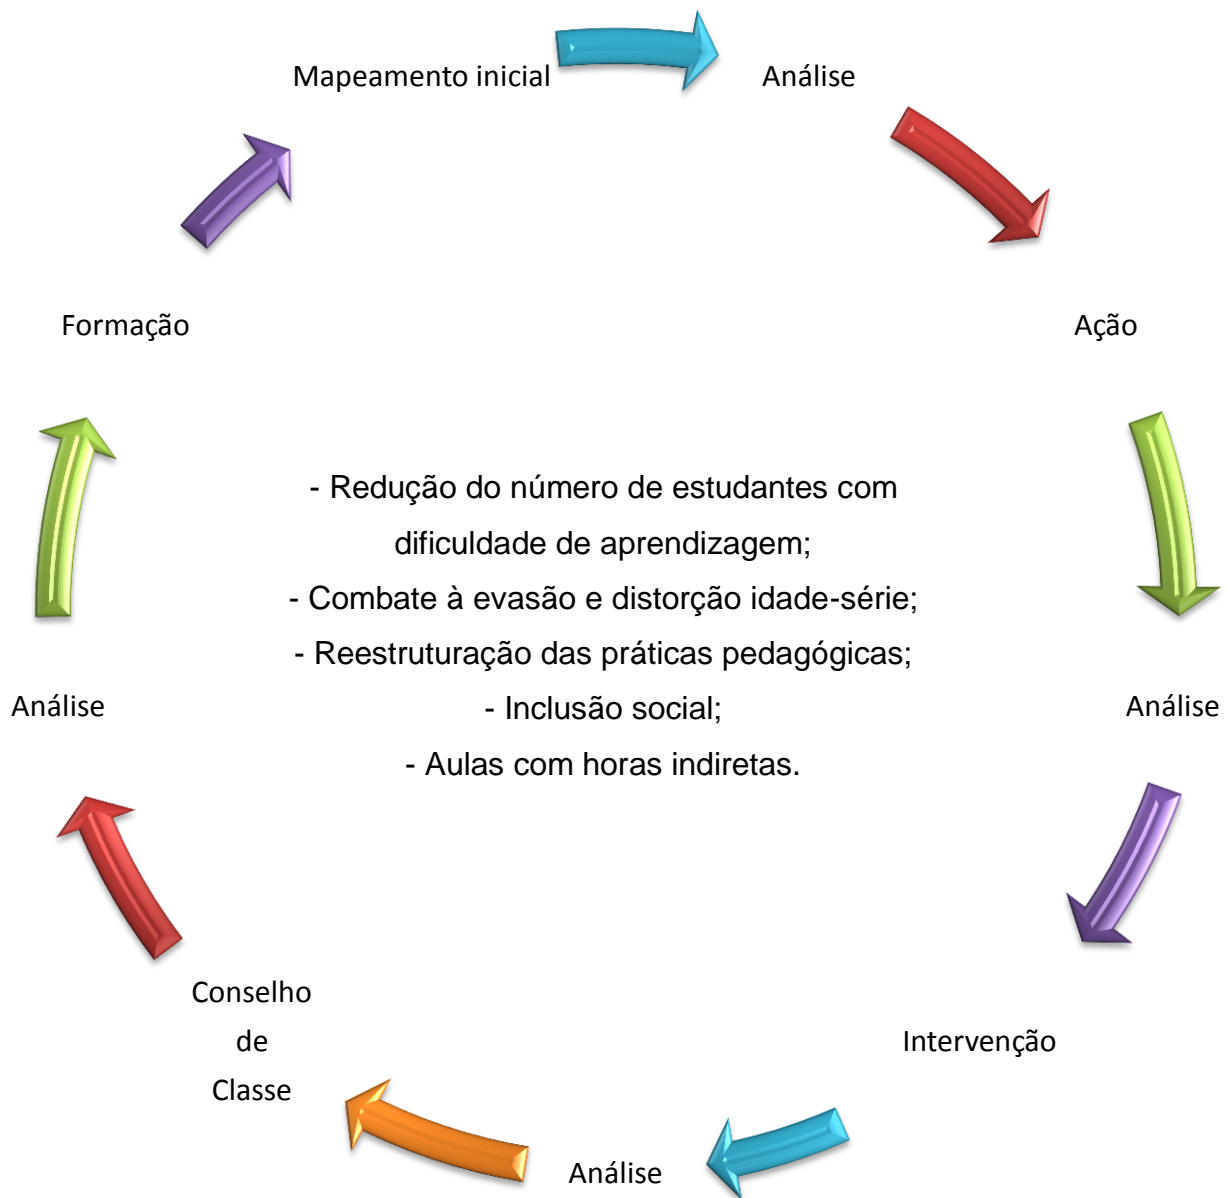 Mapeamento inicial
Análise
Formação
Ação
- Redução do número de estudantes com
dificuldade de aprendizagem;
- Combate à evasão e distorção idade-série;
- Reestruturação das práticas pedagógicas;
- Inclusão social;
- Aulas com horas indiretas.
Análise
Análise
Conselho
de
Classe
Intervenção
Análise